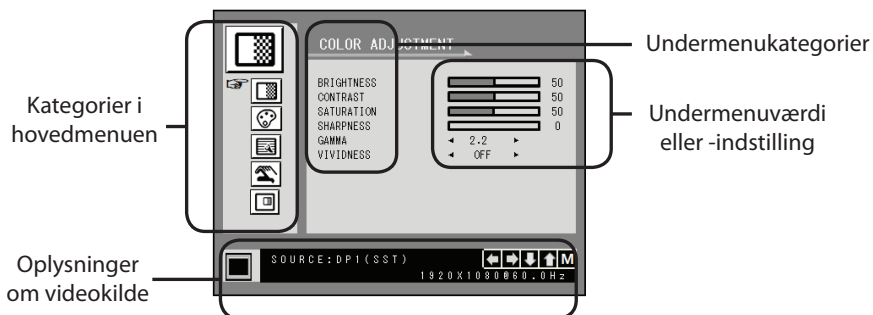 COLOR ADJUSTMENT
Undermenukategorier
BRIGHTNESS 50
CONTRAST 50
SATURATION 50
SHARPNESS 0
GAMMA 2.2
VIVIDNESS OFF
Kategorier i
hovedmenuen
Undermenuværdi
eller -indstilling
Oplysninger
om videokilde
SOURCE:DP1(SST)
M
1920X1080@60.0Hz